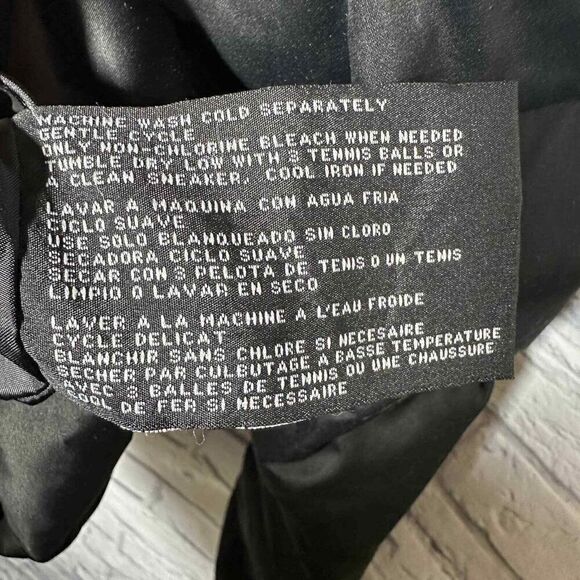 MACHINE WASH COLD SEPARATELY
GENTLE CYCLE
ONLY NON-CHLORINE BLEACH WHEN NEEDED
TUMBLE DRY LOW WITH 3 TENNIS BALLS OR
A CLEAN SNEAKER. COOL IRON IF NEEDED
LAVAR A MAQUINA CON AGUA FRIA
CICLO SUAVE
USE SOLO BLANQUEADO SIN CLORO
SECADORA CICLO SUAVE
SECAR CON 3 PELOTA DE TENIS O UN TENIS
LIMPIO O LAVAR EN SECO
LAVER A LA MACHINE A L'EAU FROIDE
CYCLE DELICAT
BLANCHIR SANS CHLORE SI NECESAIRE
SECHER PAR CULBUTAGE A BASSE TEMPERATURE
AVEC 3 BALLES DE TENNIS OU UNE CHAUSSURE
COOL DE FER SI NECESSAIRE